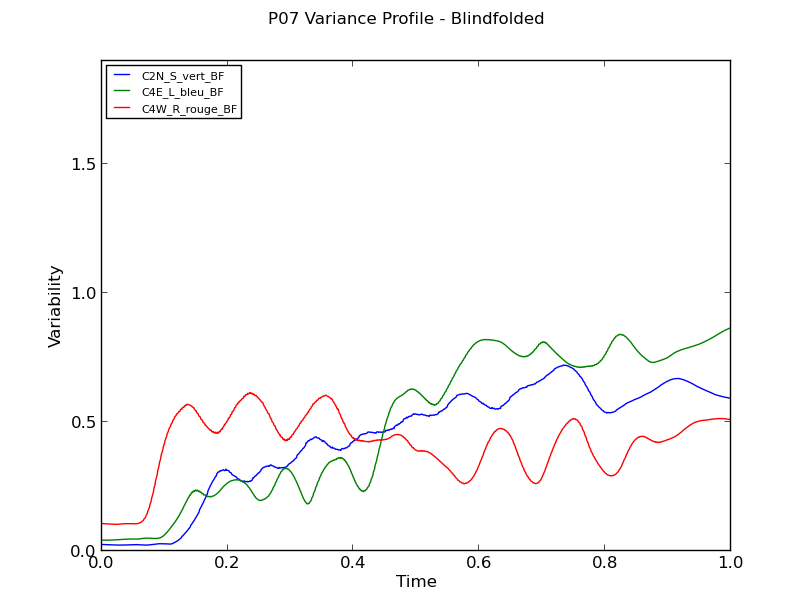 P07 Variance Profile - Blindfolded
C2N_S_vert_BF
C4E_L_bleu_BF
C4W_R_rouge_BF
Variability
1.5
1.0
0.5
0.0
0.0 0.2 0.4 0.6 0.8 1.0
Time